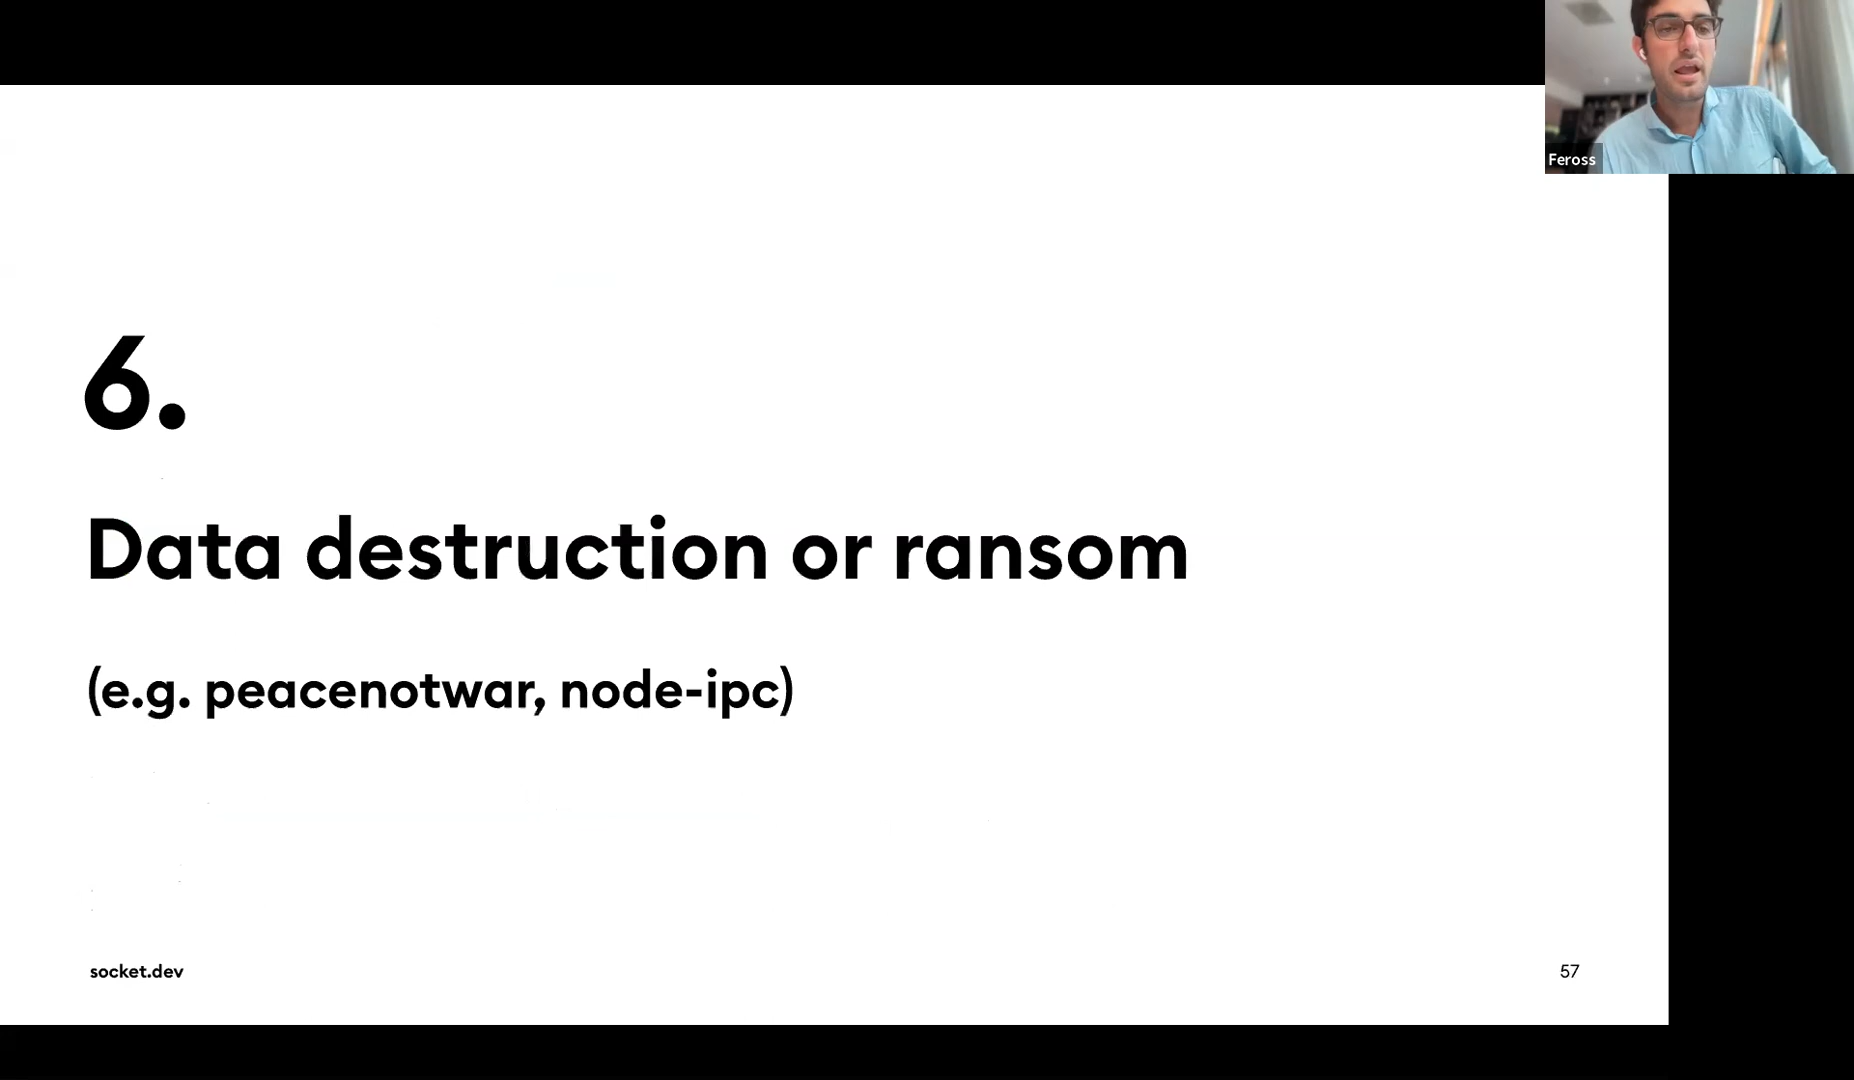 Feross
6.
Data destruction or ransom
(e.g. peacenotwar, node-ipc)
socket.dev
57